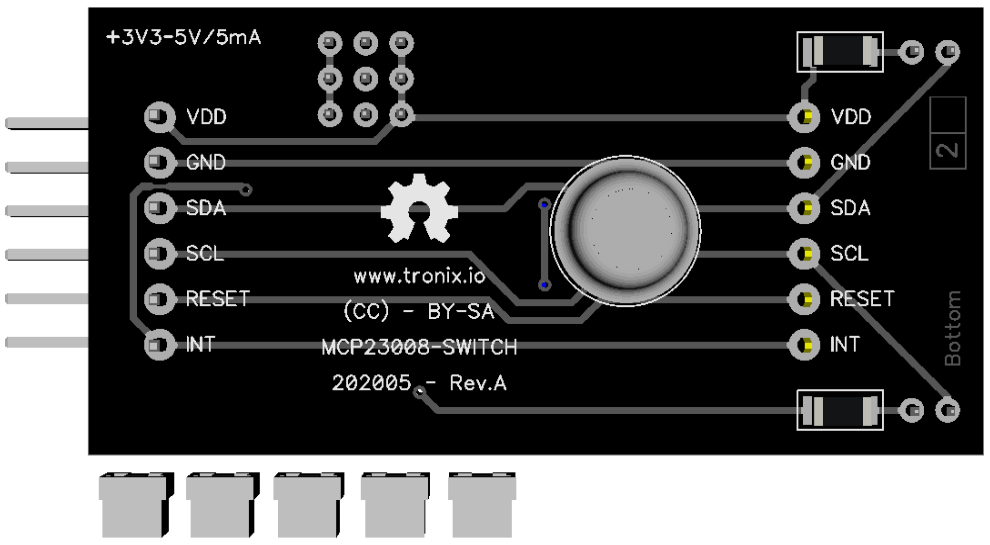 +3V3-5V/5mA
VDD
GND
SDA
SCL
RESET
INT
www.tronix.io
(CC) - BY-SA
MCP23008-SWITCH
202005 - Rev.A
VDD
GND
SDA
SCL
RESET
INT
2
Bottom